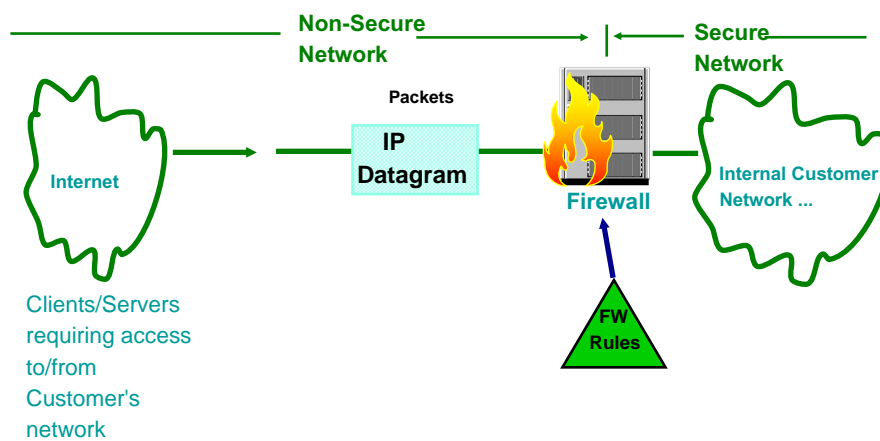 Non-Secure
Network
Secure
Network
Packets
IP
Datagram
Internet
Firewall
Internal Customer
Network ...
FW
Rules
Clients/Servers
requiring access
to/from
Customer's
network